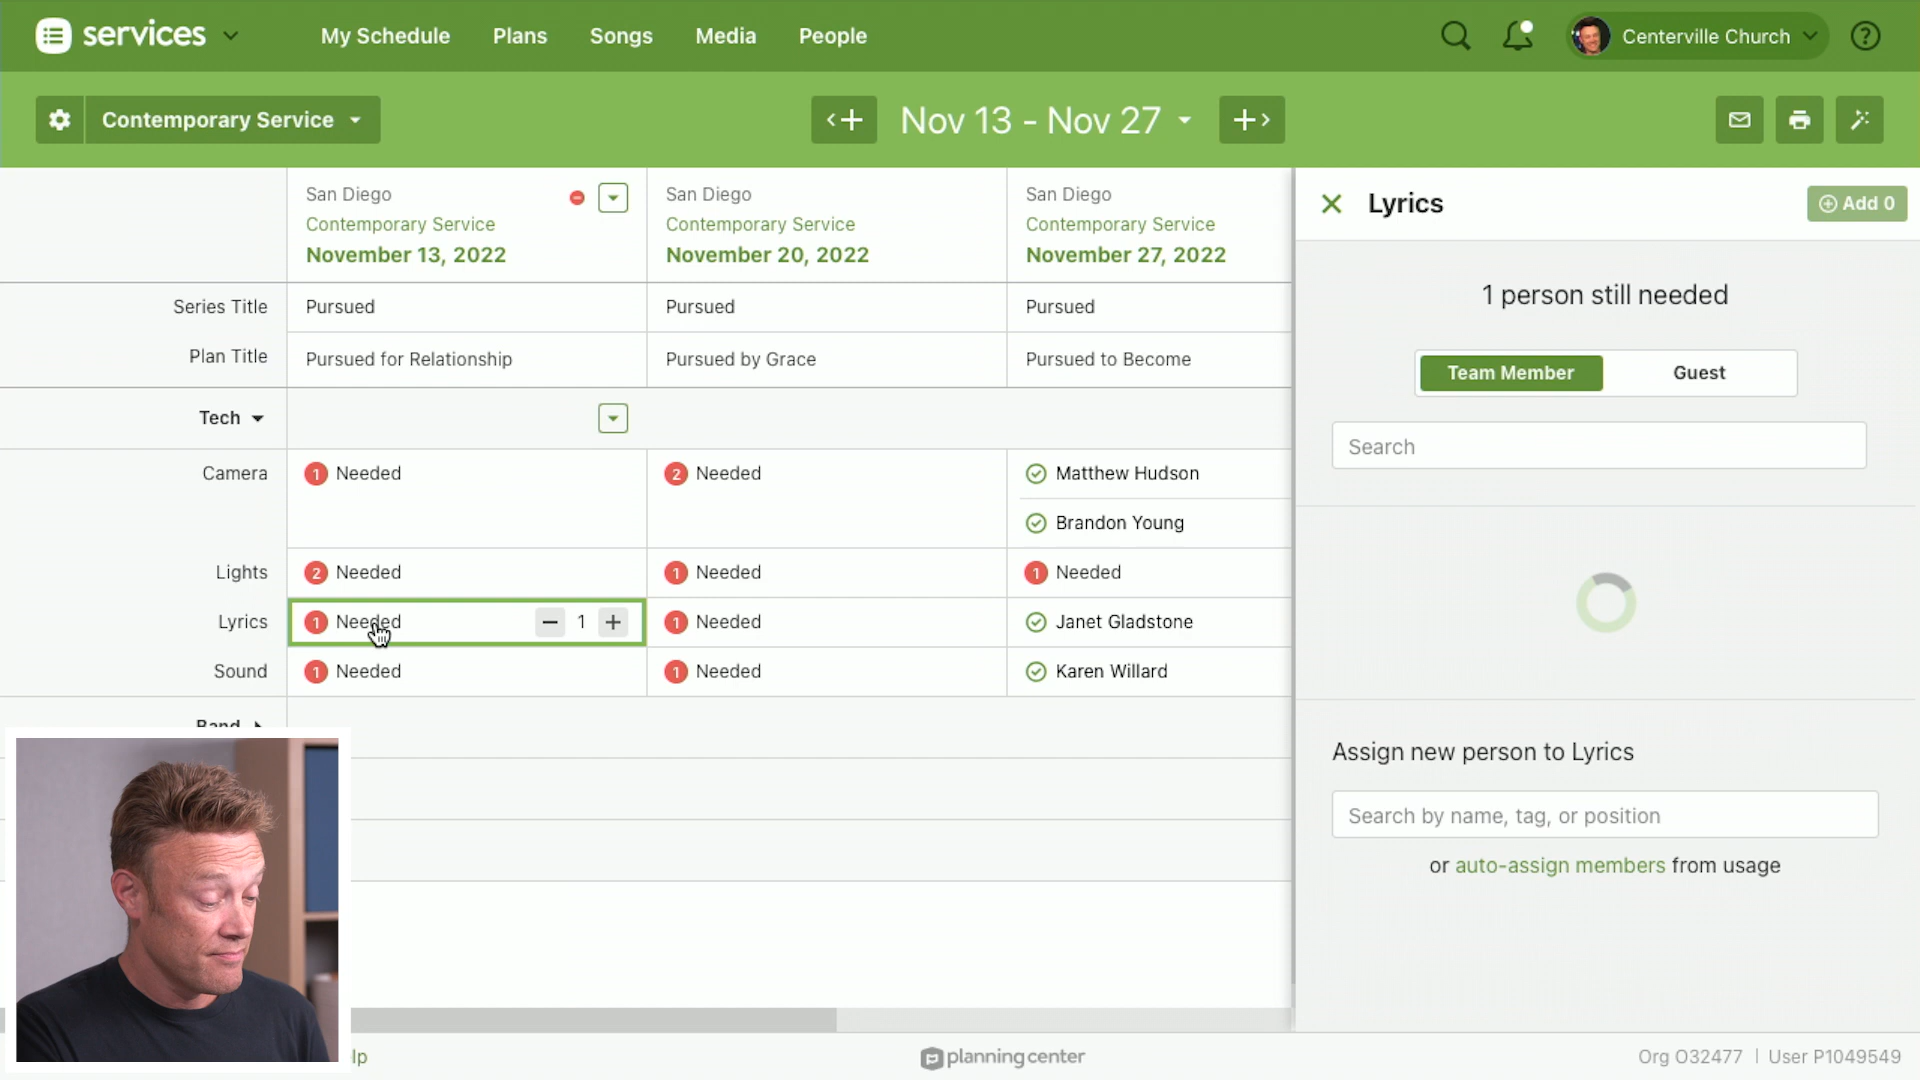 services
My Schedule
Plans
Songs
Media
People
Centerville Church
?
Contemporary Service
Nov 13 - Nov 27
San Diego
Contemporary Service
November 13, 2022
San Diego
Contemporary Service
November 20, 2022
San Diego
Contemporary Service
November 27, 2022
Series Title
Pursued
Pursued
Pursued
Plan Title
Pursued for Relationship
Pursued by Grace
Pursued to Become
Tech
Camera
1 Needed
2 Needed
Matthew Hudson
Brandon Young
Lights
2 Needed
1 Needed
1 Needed
Lyrics
1 Needed
1
1 Needed
Janet Gladstone
Sound
1 Needed
1 Needed
Karen Willard
Band
Lyrics
Add 0
1 person still needed
Team Member
Guest
Search
Assign new person to Lyrics
Search by name, tag, or position
or auto-assign members from usage
lp
planning center
Org O32477 | User P1049549